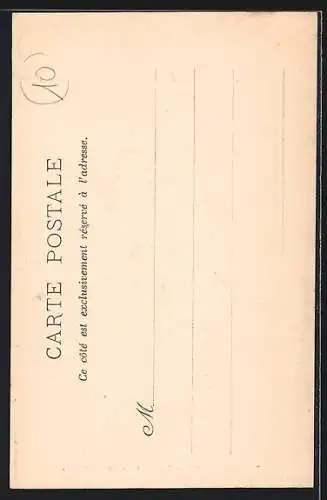 (10)
CARTE POSTALE
Ce côté est exclusivement réservé à l'adresse.
M